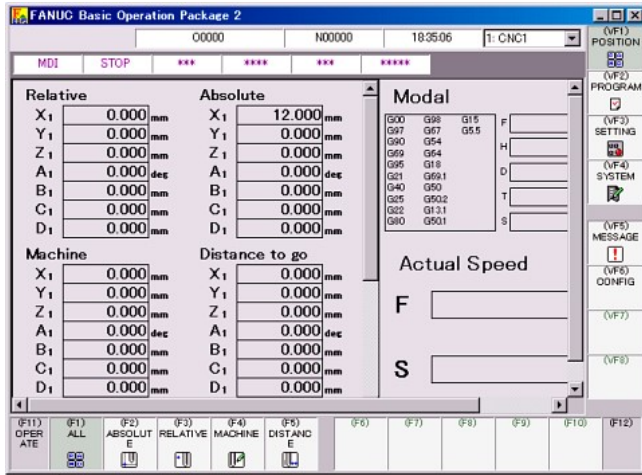 FANUC Basic Operation Package 2
O0000 N00000 18:35:06 1: CNC1
MDI STOP *** **** *** *****
Relative
X1 0.000 mm
Y1 0.000 mm
Z1 0.000 mm
A1 0.000 deg
B1 0.000 mm
C1 0.000 mm
D1 0.000 mm
Absolute
X1 12.000 mm
Y1 0.000 mm
Z1 0.000 mm
A1 0.000 deg
B1 0.000 mm
C1 0.000 mm
D1 0.000 mm
Machine
X1 0.000 mm
Y1 0.000 mm
Z1 0.000 mm
A1 0.000 deg
B1 0.000 mm
C1 0.000 mm
D1 0.000 mm
Distance to go
X1 0.000 mm
Y1 0.000 mm
Z1 0.000 mm
A1 0.000 deg
B1 0.000 mm
C1 0.000 mm
D1 0.000 mm
Modal
G00 G98 G15
G97 G67 G5.5
G90 G54
G69 G64
G95 G18
G21 G69.1
G40 G50
G25 G50.2
G22 G13.1
G80 G50.1
F
H
D
T
S
Actual Speed
F
S
(VF1)
POSITION
(VF2)
PROGRAM
(VF3)
SETTING
(VF4)
SYSTEM
(VF5)
MESSAGE
(VF6)
CONFIG
(VF7)
(VF8)
(F11)
OPER
ATE
(F1)
ALL
(F2)
ABSOLUT
E
(F3)
RELATIVE
(F4)
MACHINE
(F5)
DISTANC
E
(F6)
(F7)
(F8)
(F9)
(F10)
(F12)